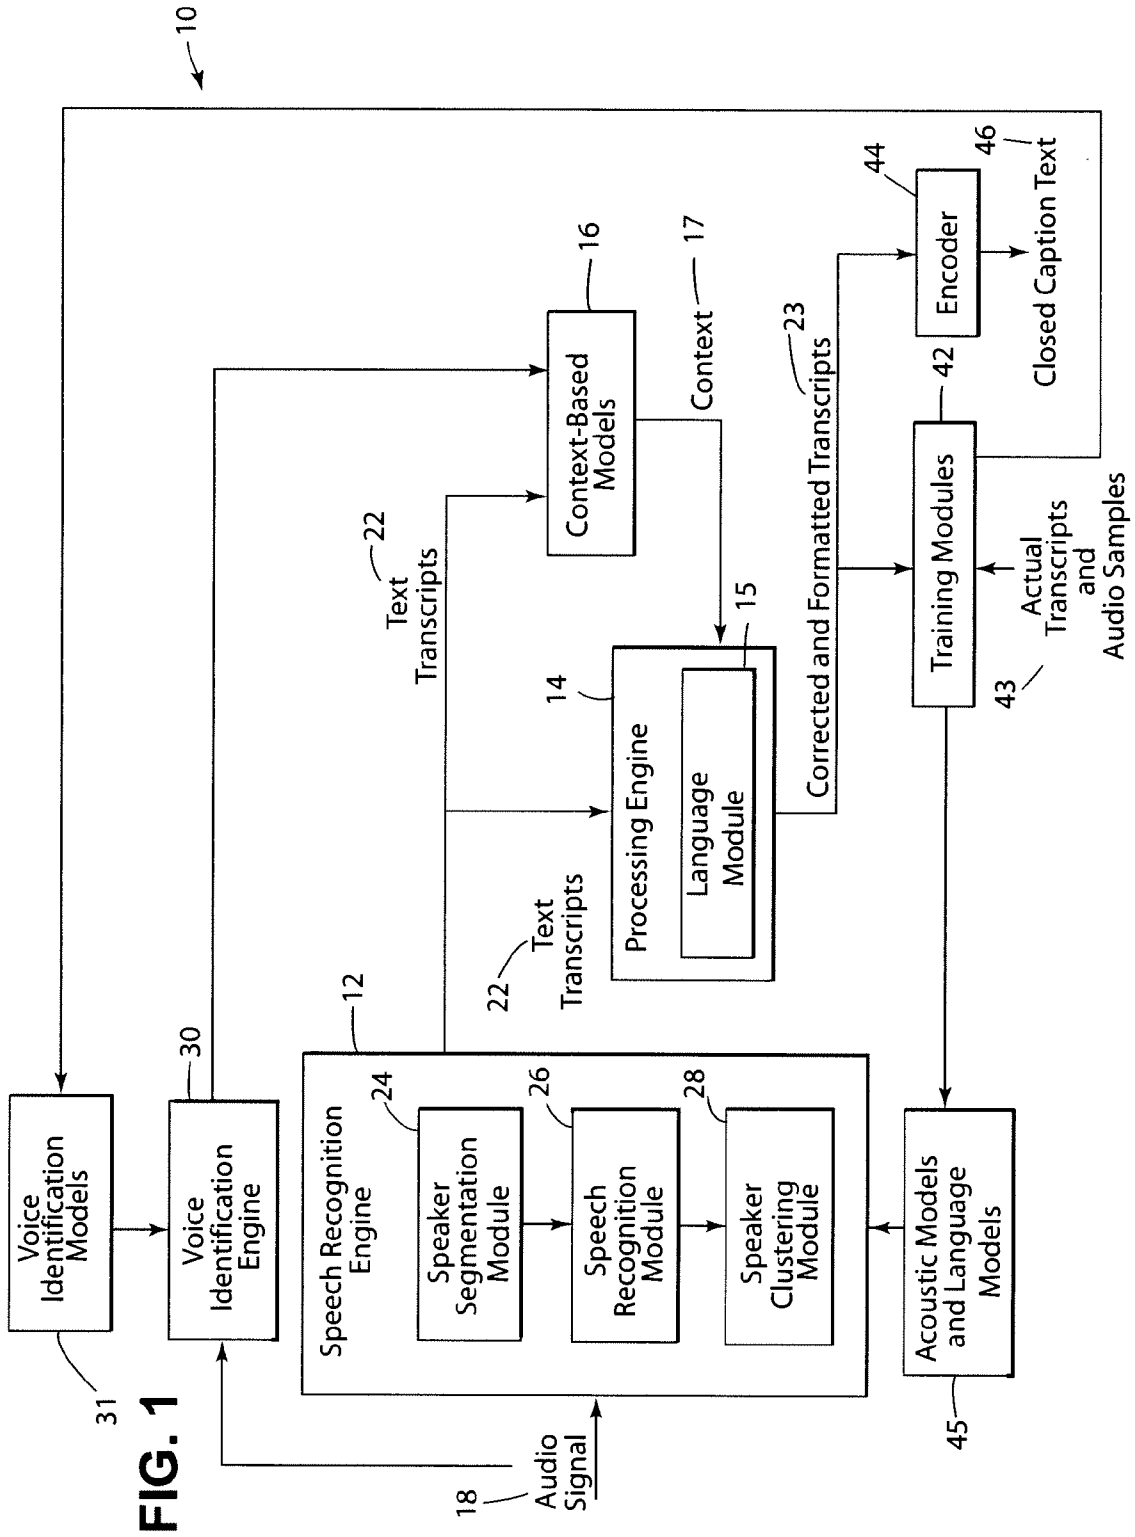 10
Voice
Identification
Models
31
Voice
Identification
Engine
30
18
Audio
Signal
Speech Recognition
Engine
12
Speaker
Segmentation
Module
24
Speech
Recognition
Module
26
Speaker
Clustering
Module
28
Acoustic Models
and Language
Models
45
22
Text
Transcripts
22
Text
Transcripts
Processing Engine
14
Language
Module
15
Context-Based
Models
16
Context
17
Corrected and Formatted Transcripts
23
Training Modules
42
43
Actual
Transcripts
and
Audio Samples
Encoder
44
Closed Caption Text
46
FIG. 1